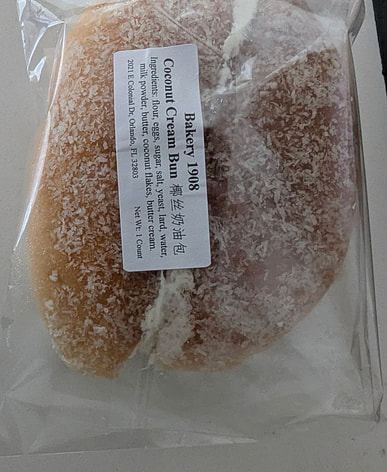 Bakery 1908
Coconut Cream Bun 椰丝奶油包
Ingredients: flour, eggs, sugar, salt, yeast, lard, water,
milk powder, butter, coconut flakes, butter cream.
2021 E Colonial Dr, Orlando, FL 32803 Net Wt: 1 Count